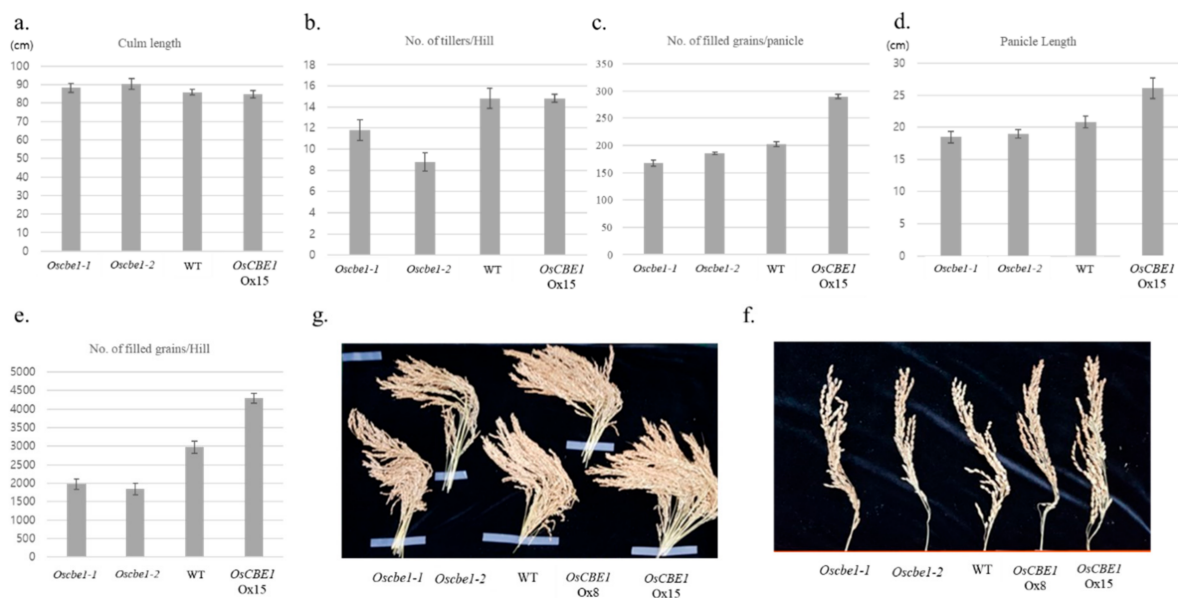 a.
Culm length
(cm)
100
90
80
70
60
50
40
30
20
10
0
Oscbe1-1 Oscbe1-2 WT OsCBE1
Ox15
b.
No. of tillers/Hill
18
16
14
12
10
8
6
4
2
0
Oscbe1-1 Oscbe1-2 WT OsCBE1
Ox15
c.
No. of filled grains/panicle
350
300
250
200
150
100
50
0
Oscbe1-1 Oscbe1-2 WT OsCBE1
Ox15
d.
Panicle Length
(cm)
30
25
20
15
10
5
0
Oscbe1-1 Oscbe1-2 WT OsCBE1
Ox15
e.
No. of filled grains/Hill
5000
4500
4000
3500
3000
2500
2000
1500
1000
500
0
Oscbe1-1 Oscbe1-2 WT OsCBE1
Ox15
g.
Oscbe1-1 Oscbe1-2 WT OsCBE1 OsCBE1
Ox8 Ox15
f.
Oscbe1-1 Oscbe1-2 WT OsCBE1 OsCBE1
Ox8 Ox15